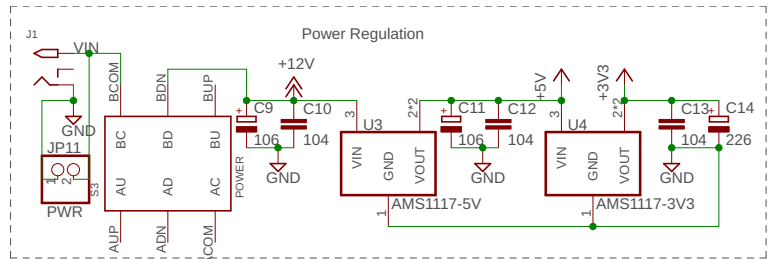 Power Regulation
J1
VIN
GND
JP11
1
2
PWR
BCOM
BDN
BUP
BC
BD
BU
AU
AD
AC
AUP
ADN
ACOM
S3
POWER
+12V
C9
106
C10
104
GND
3
U3
2*2
VIN
GND
VOUT
1
AMS1117-5V
C11
106
C12
104
GND
+5V
3
U4
2*2
VIN
GND
VOUT
1
AMS1117-3V3
+3V3
C13
104
C14
226
GND